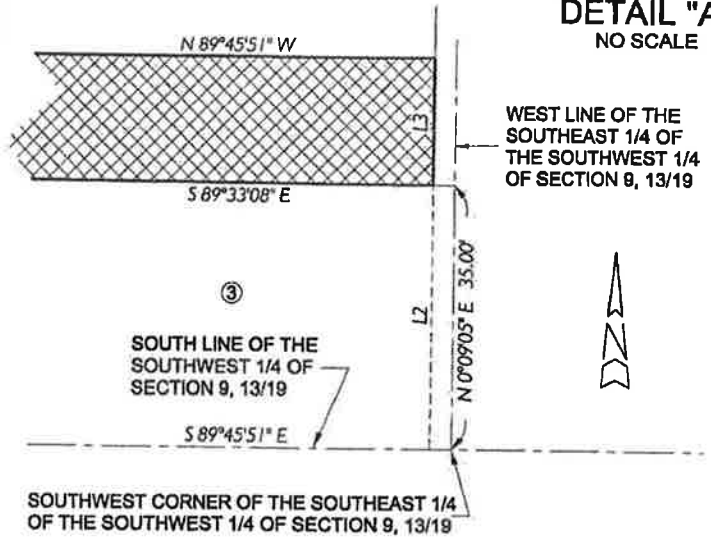 DETAIL "A
NO SCALE
N 89°45'51" W
L3
WEST LINE OF THE
SOUTHEAST 1/4 OF
THE SOUTHWEST 1/4
OF SECTION 9, 13/19
S 89°33'08" E
③
L2
N 0°09'05" E 35.00'
N
SOUTH LINE OF THE
SOUTHWEST 1/4 OF
SECTION 9, 13/19
S 89°45'51" E
SOUTHWEST CORNER OF THE SOUTHEAST 1/4
OF THE SOUTHWEST 1/4 OF SECTION 9, 13/19